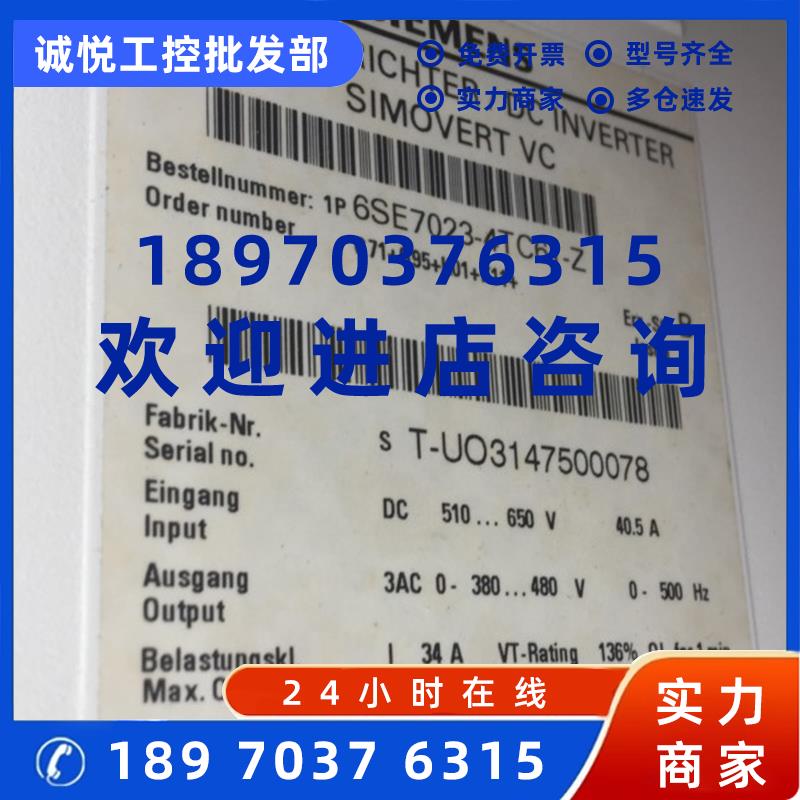 诚悦工控批发部
免费开票
型号齐全
实力商家
多仓速发
SIEMENS
DC INVERTER
SIMOVERT VC
Bestellnummer:
Order number
1P 6SE7023-4TC
-Z
18970376315
欢迎进店咨询
Fabrik-Nr.
Serial no.
S T-UO3147500078
Eingang
Input
DC 510...650 V 40.5 A
Ausgang
Output
3AC 0- 380...480 V 0- 500 Hz
Belastungskl
Max.
I 34 A VT-Rating 136%
24小时在线
18970376315
实力
商家